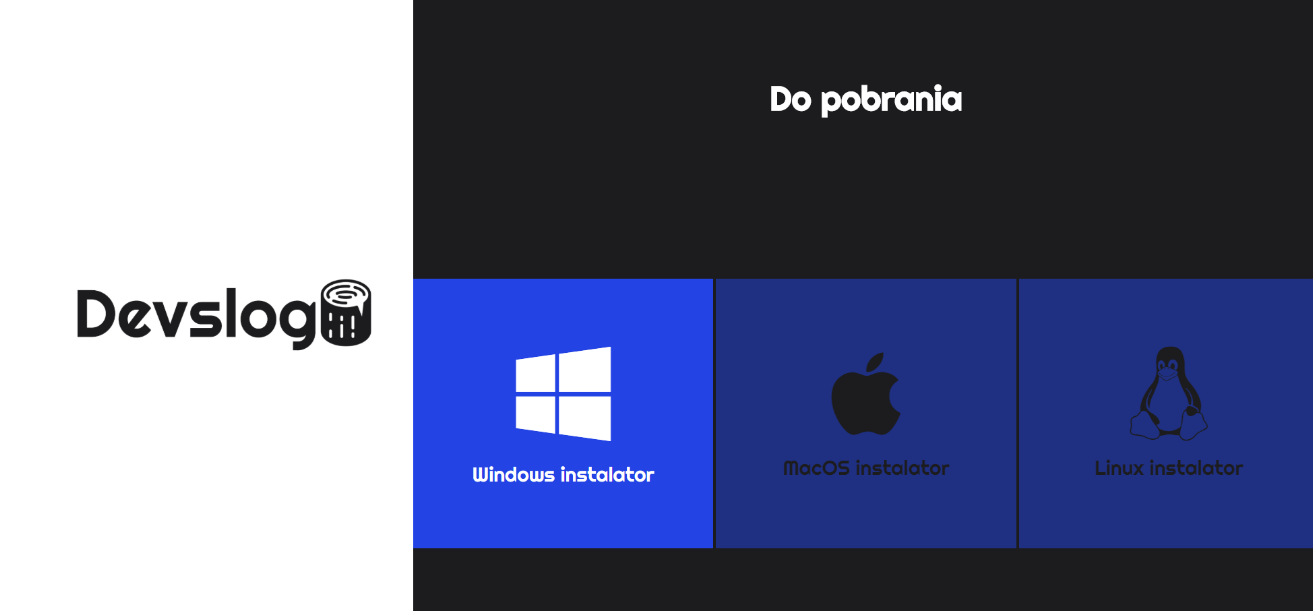 Do pobrania
Devslog
Windows instalator
MacOS instalator
Linux instalator